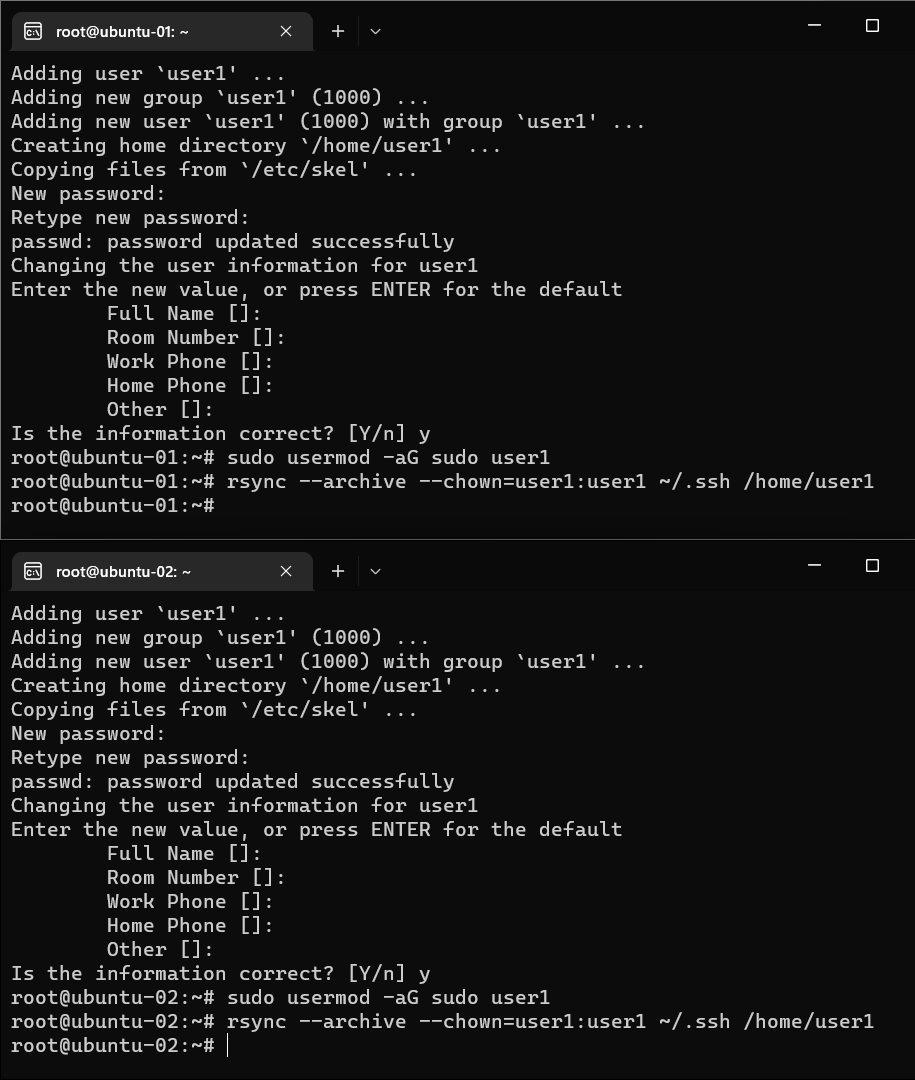 root@ubuntu-01: ~
Adding user `user1' ...
Adding new group `user1' (1000) ...
Adding new user `user1' (1000) with group `user1' ...
Creating home directory `/home/user1' ...
Copying files from `/etc/skel' ...
New password:
Retype new password:
passwd: password updated successfully
Changing the user information for user1
Enter the new value, or press ENTER for the default
        Full Name []:
        Room Number []:
        Work Phone []:
        Home Phone []:
        Other []:
Is the information correct? [Y/n] y
root@ubuntu-01:~# sudo usermod -aG sudo user1
root@ubuntu-01:~# rsync --archive --chown=user1:user1 ~/.ssh /home/user1
root@ubuntu-01:~#
root@ubuntu-02: ~
Adding user `user1' ...
Adding new group `user1' (1000) ...
Adding new user `user1' (1000) with group `user1' ...
Creating home directory `/home/user1' ...
Copying files from `/etc/skel' ...
New password:
Retype new password:
passwd: password updated successfully
Changing the user information for user1
Enter the new value, or press ENTER for the default
        Full Name []:
        Room Number []:
        Work Phone []:
        Home Phone []:
        Other []:
Is the information correct? [Y/n] y
root@ubuntu-02:~# sudo usermod -aG sudo user1
root@ubuntu-02:~# rsync --archive --chown=user1:user1 ~/.ssh /home/user1
root@ubuntu-02:~#